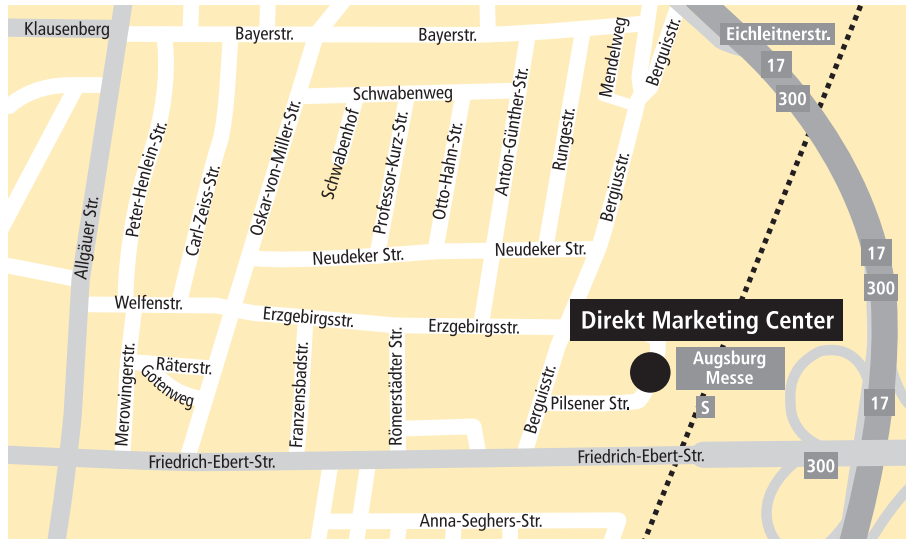 Klausenberg
Bayerstr.
Bayerstr.
Eichleitnerstr.
17
300
Mendelweg
Berguisstr.
Schwabenweg
Allgäuer Str.
Peter-Henlein-Str.
Carl-Zeiss-Str.
Oskar-von-Miller-Str.
Schwabenhof
Professor-Kurz-Str.
Otto-Hahn-Str.
Anton-Günther-Str.
Rungestr.
Bergiusstr.
Neudeker Str.
Neudeker Str.
17
300
Welfenstr.
Erzgebirgsstr.
Erzgebirgsstr.
Direkt Marketing Center
Augsburg
Messe
S
Merowingerstr.
Räterstr.
Gotenweg
Franzensbadstr.
Römerstädter Str.
Berguisstr.
Pilsener Str.
17
Friedrich-Ebert-Str.
Friedrich-Ebert-Str.
300
Anna-Seghers-Str.